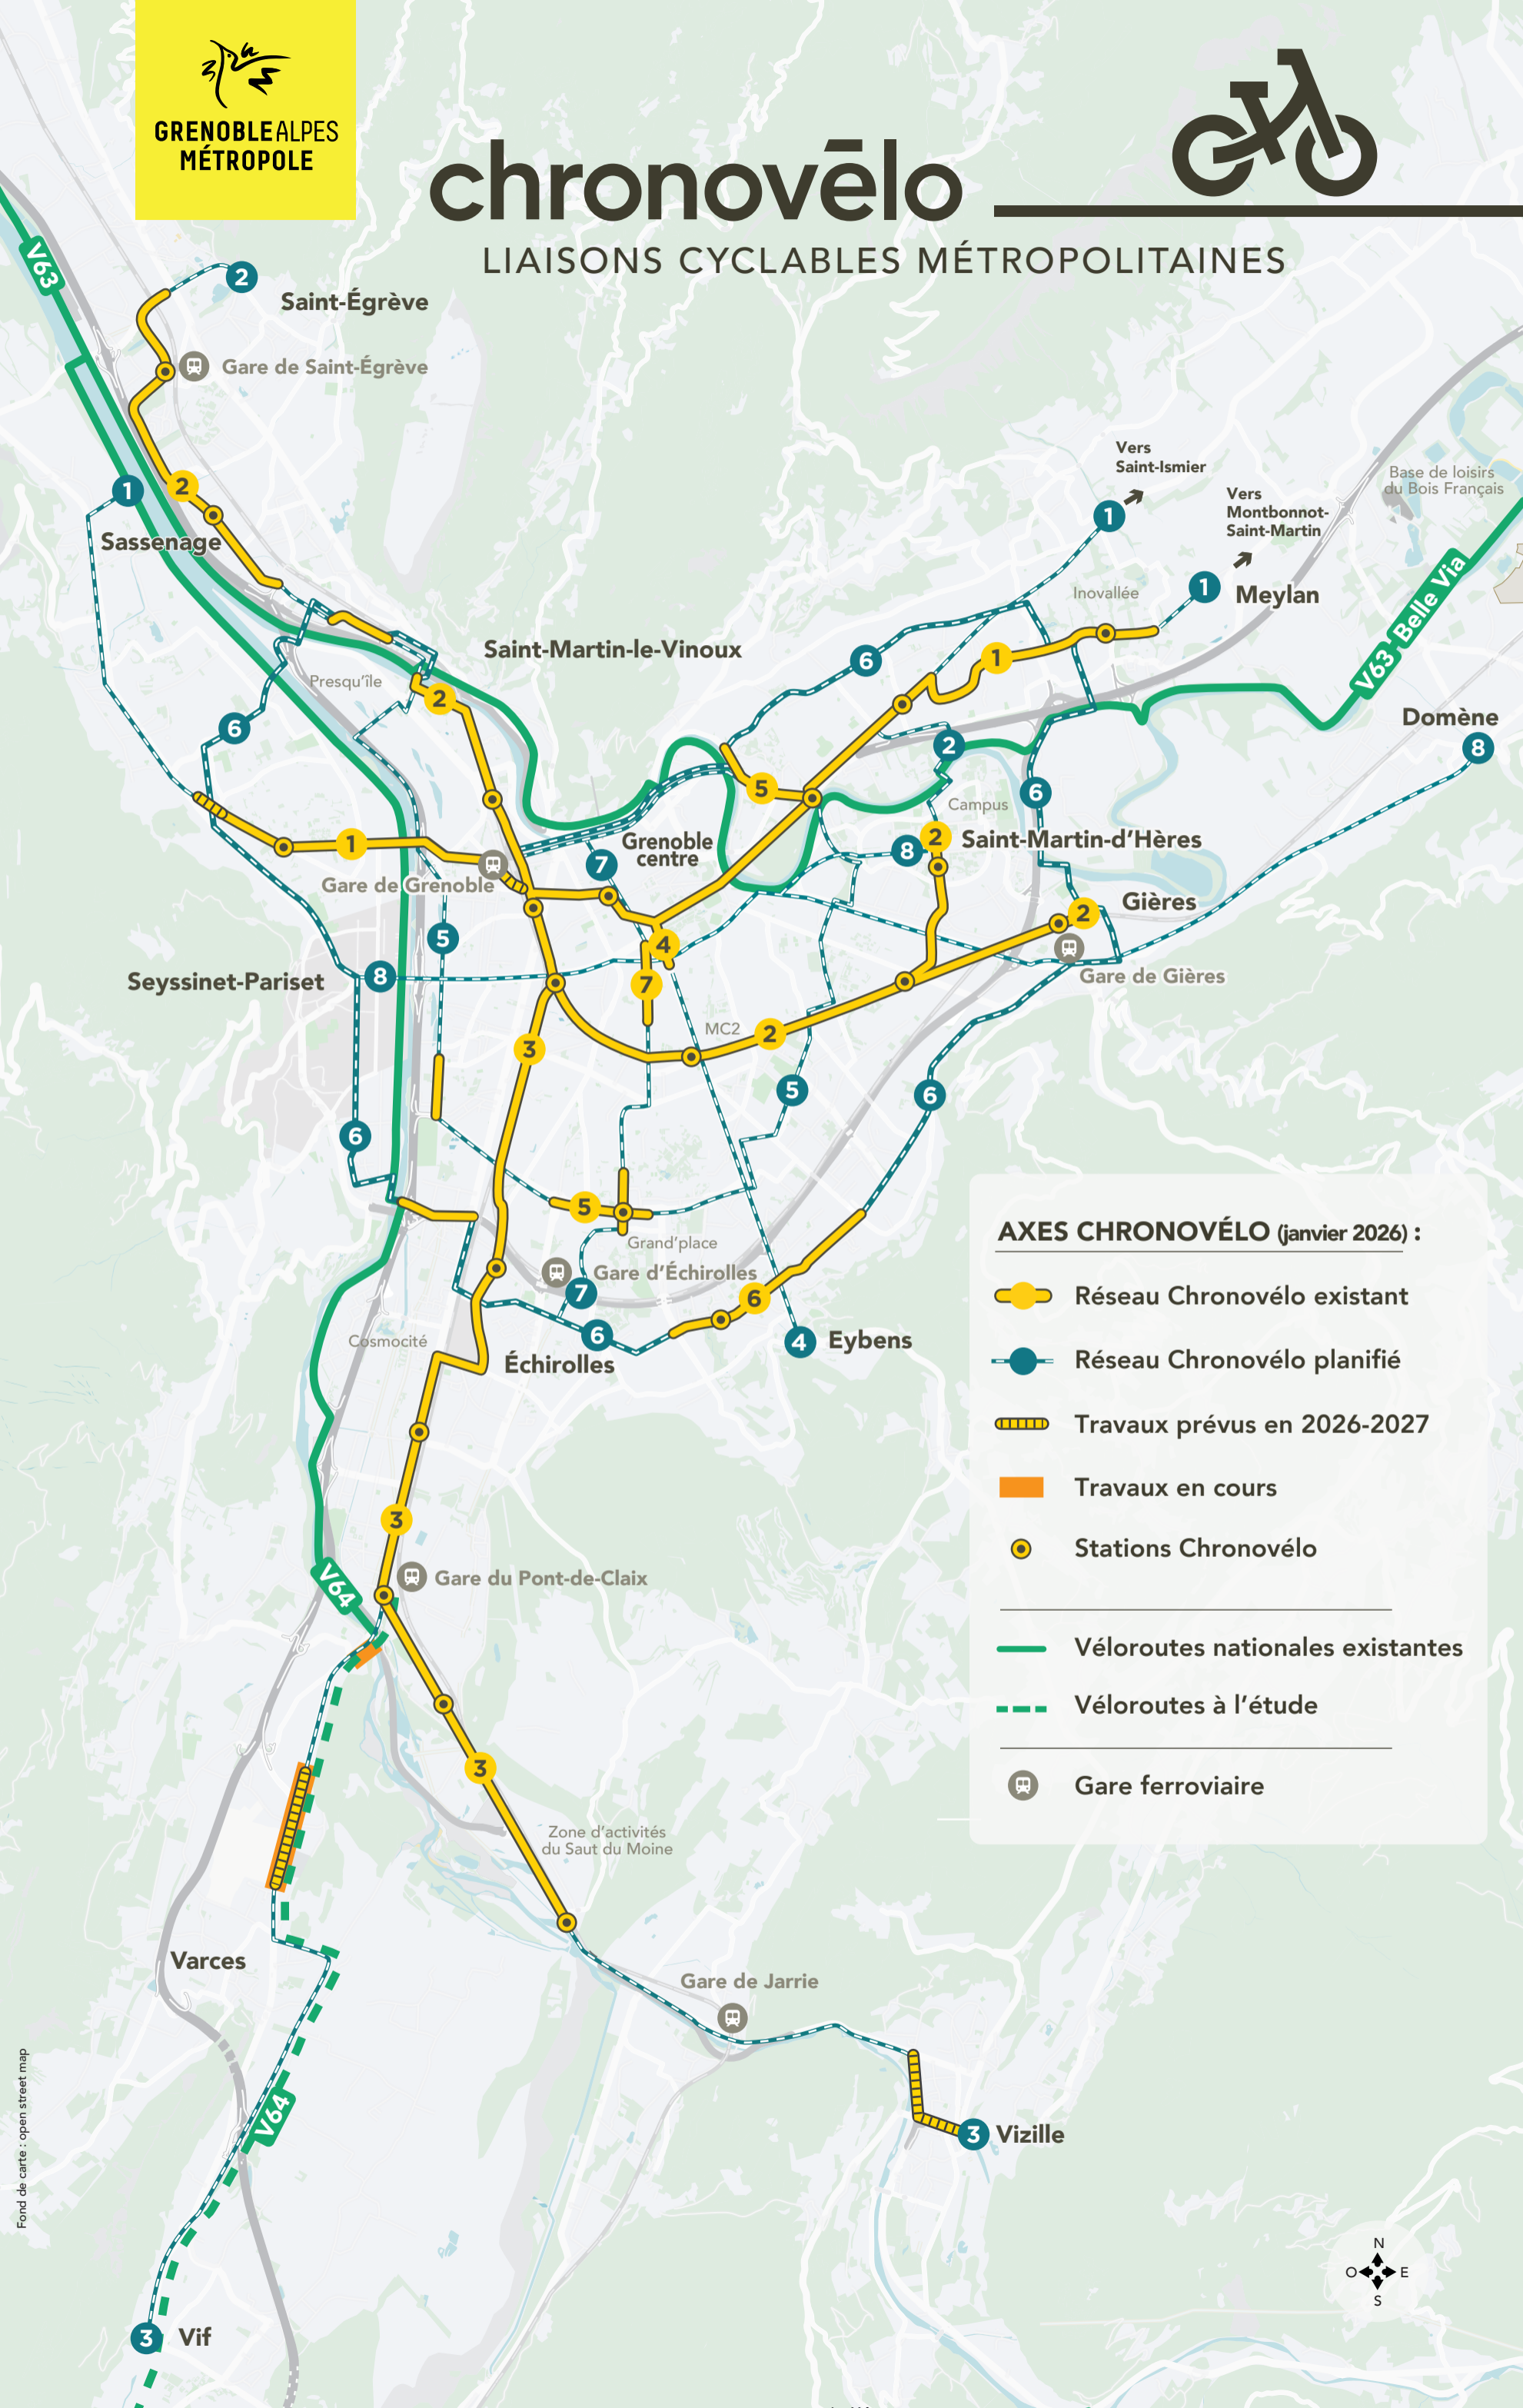 GRENOBLEALPES
MÉTROPOLE
chronovēlo
LIAISONS CYCLABLES MÉTROPOLITAINES
V63
2
Saint-Égrève
Gare de Saint-Égrève
Vers
Saint-Ismier
Base de loisirs
du Bois Français
1
2
Vers
Montbonnot-
Saint-Martin
1
Sassenage
Inovallée
1
Meylan
V63 Belle Via
Saint-Martin-le-Vinoux
6
1
Presqu'île
2
6
Domène
2
8
5
6
Campus
1
Grenoble
centre
7
2
8
Saint-Martin-d'Hères
Gare de Grenoble
Gières
2
5
4
Gare de Gières
Seyssinet-Pariset
8
7
MC2
2
3
5
6
6
5
Grand'place
Gare d'Échirolles
7
6
6
Cosmocité
4
Eybens
Échirolles
3
V64
Gare du Pont-de-Claix
3
Zone d'activités
du Saut du Moine
Varces
Gare de Jarrie
V64
3
Vizille
3
Vif
AXES CHRONOVÉLO (janvier 2026) :
Réseau Chronovélo existant
Réseau Chronovélo planifié
Travaux prévus en 2026-2027
Travaux en cours
Stations Chronovélo
Véloroutes nationales existantes
Véloroutes à l'étude
Gare ferroviaire
N
O
E
S
Fond de carte : open street map